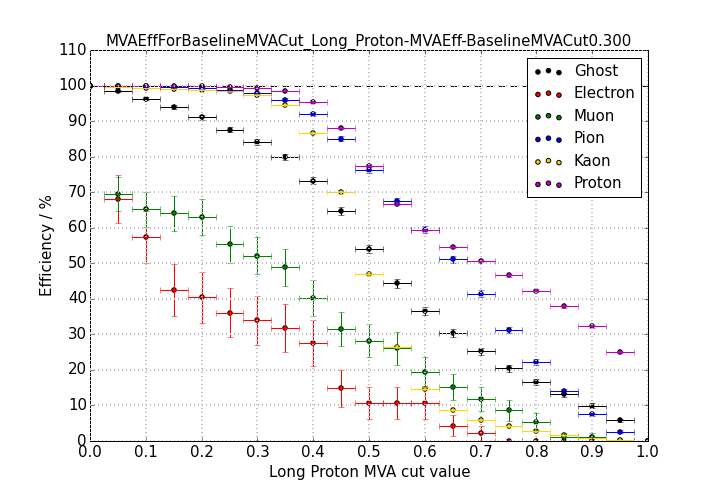 MVAEffForBaselineMVACut_Long_Proton-MVAEff-BaselineMVACut0.300
110
100
90
80
70
60
50
40
30
20
10
0
Efficiency / %
Ghost
Electron
Muon
Pion
Kaon
Proton
0.0 0.1 0.2 0.3 0.4 0.5 0.6 0.7 0.8 0.9 1.0
Long Proton MVA cut value